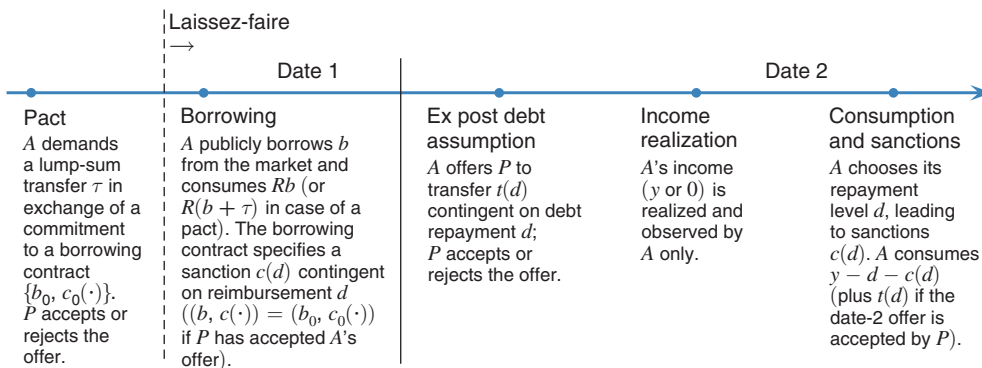 Laissez-faire
→
Date 1
Date 2
Pact
A demands
a lump-sum
transfer τ in
exchange of a
commitment
to a borrowing
contract
{b₀, c₀(·)}.
P accepts or
rejects the
offer.
Borrowing
A publicly borrows b
from the market and
consumes Rb (or
R(b + τ) in case of a
pact). The borrowing
contract specifies a
sanction c(d) contingent
on reimbursement d
((b, c(·)) = (b₀, c₀(·))
if P has accepted A's
offer).
Ex post debt
assumption
A offers P to
transfer t(d)
contingent on debt
repayment d;
P accepts or
rejects the offer.
Income
realization
A's income
(y or 0) is
realized and
observed by
A only.
Consumption
and sanctions
A chooses its
repayment
level d, leading
to sanctions
c(d). A consumes
y − d − c(d)
(plus t(d) if the
date-2 offer is
accepted by P).